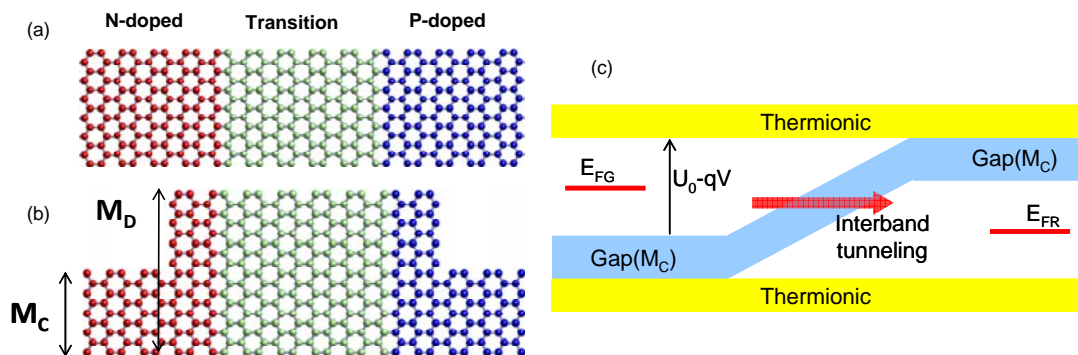 N-doped Transition P-doped
(a)
(b)
M_D
M_C
(c)
Thermionic
Gap(M_C)
E_FG
U_0-qV
E_FR
Interband
tunneling
Gap(M_C)
Thermionic